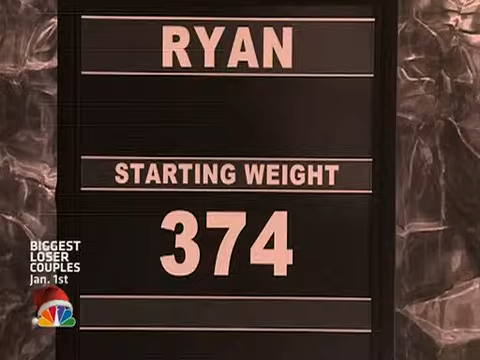 RYAN
STARTING WEIGHT
374
BIGGEST
LOSER
COUPLES
Jan. 1st